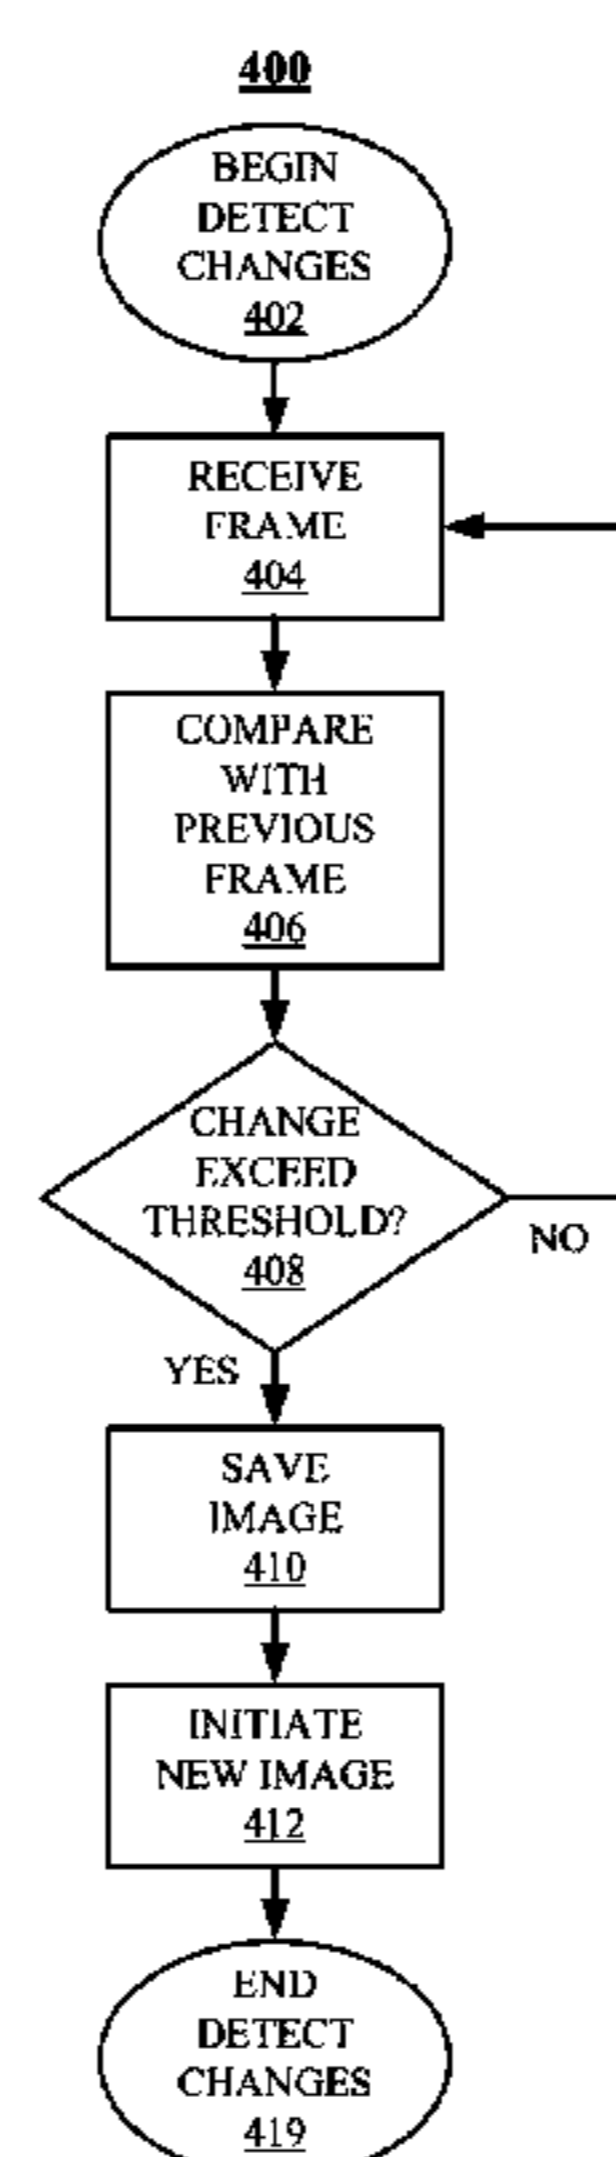 400
BEGIN
DETECT
CHANGES
402
RECEIVE
FRAME
404
COMPARE
WITH
PREVIOUS
FRAME
406
CHANGE
EXCEED
THRESHOLD?
408
NO
YES
SAVE
IMAGE
410
INITIATE
NEW IMAGE
412
END
DETECT
CHANGES
419